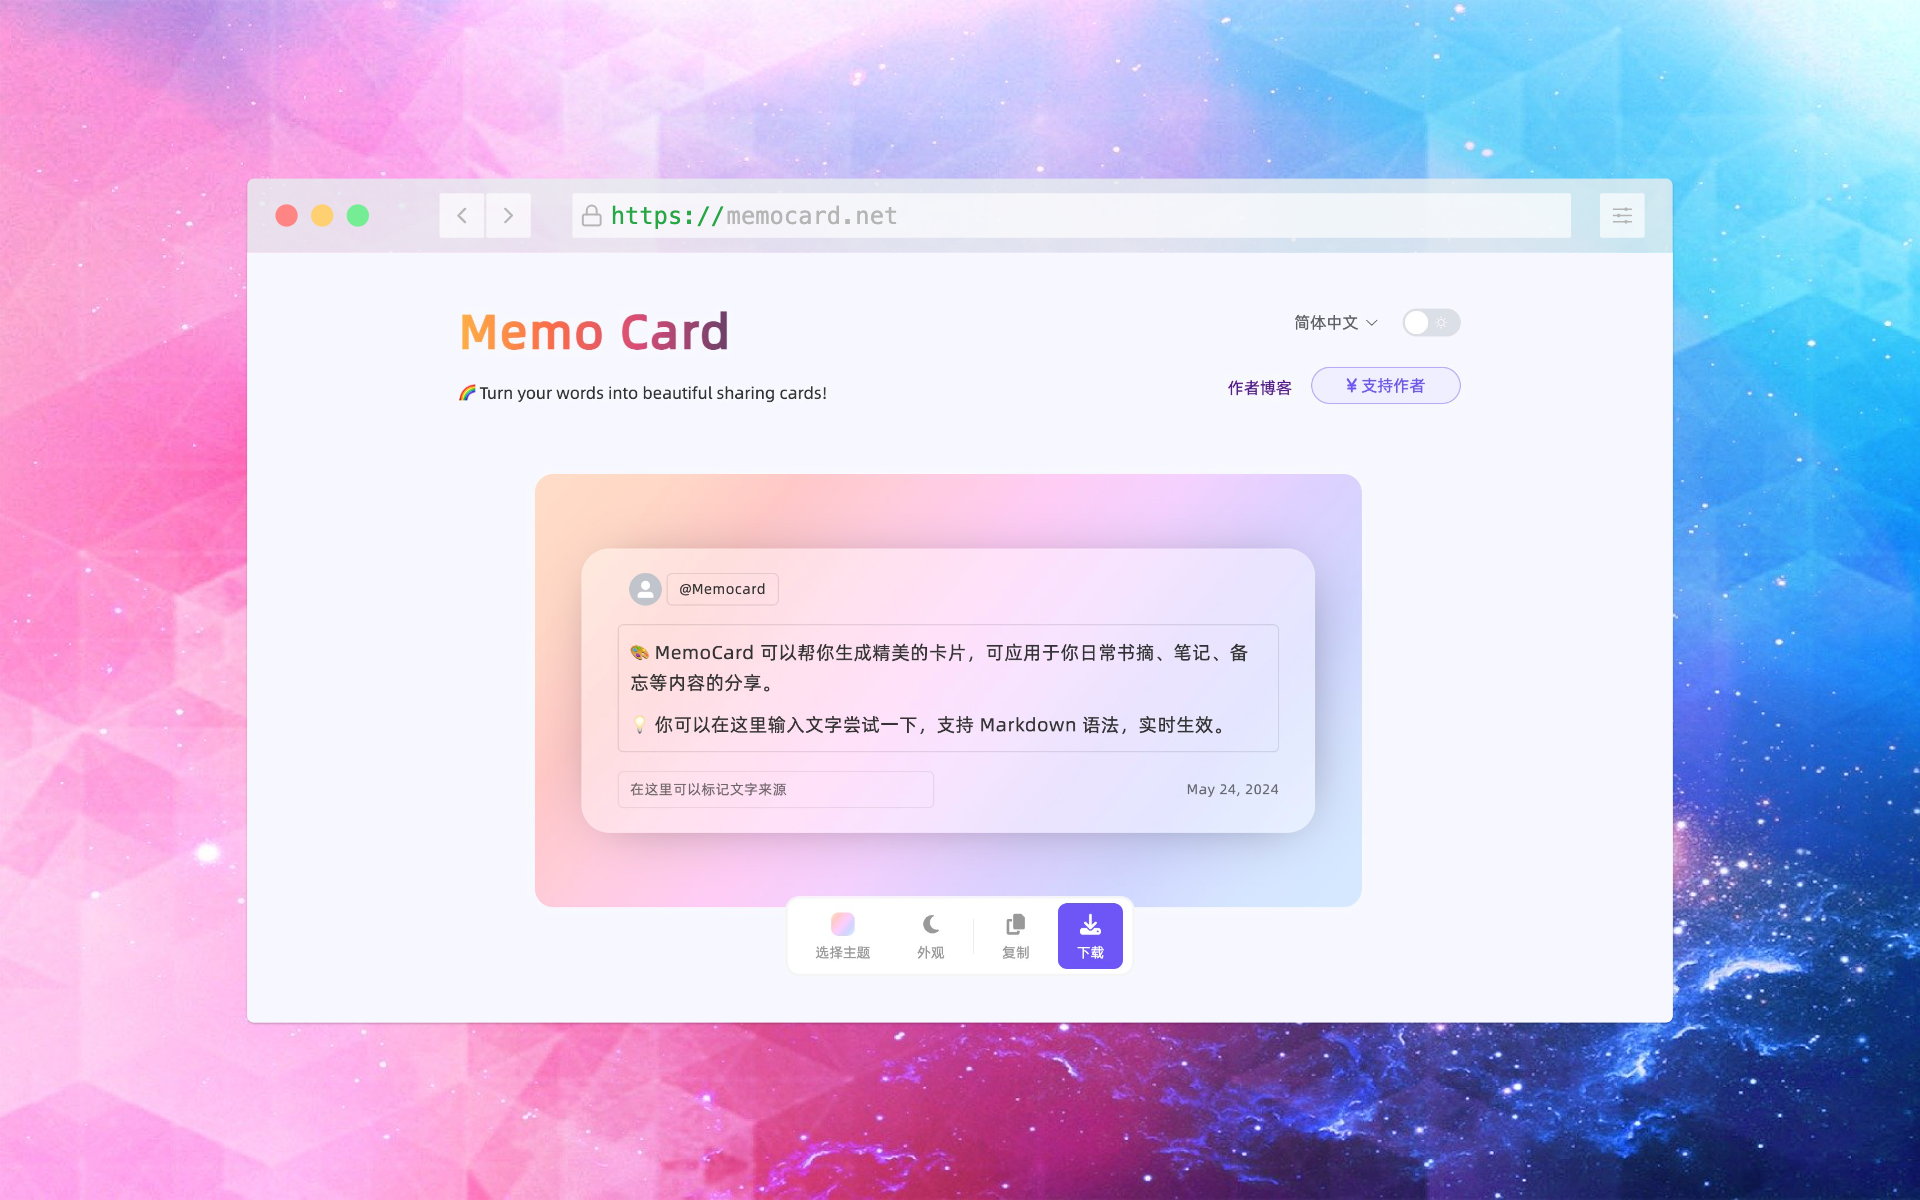 https://memocard.net
Memo Card
简体中文
🌈 Turn your words into beautiful sharing cards!
作者博客
¥ 支持作者
@Memocard
🎨 MemoCard 可以帮你生成精美的卡片，可应用于你日常书摘、笔记、备
忘等内容的分享。
💡 你可以在这里输入文字尝试一下，支持 Markdown 语法，实时生效。
在这里可以标记文字来源
May 24, 2024
选择主题
外观
复制
下载